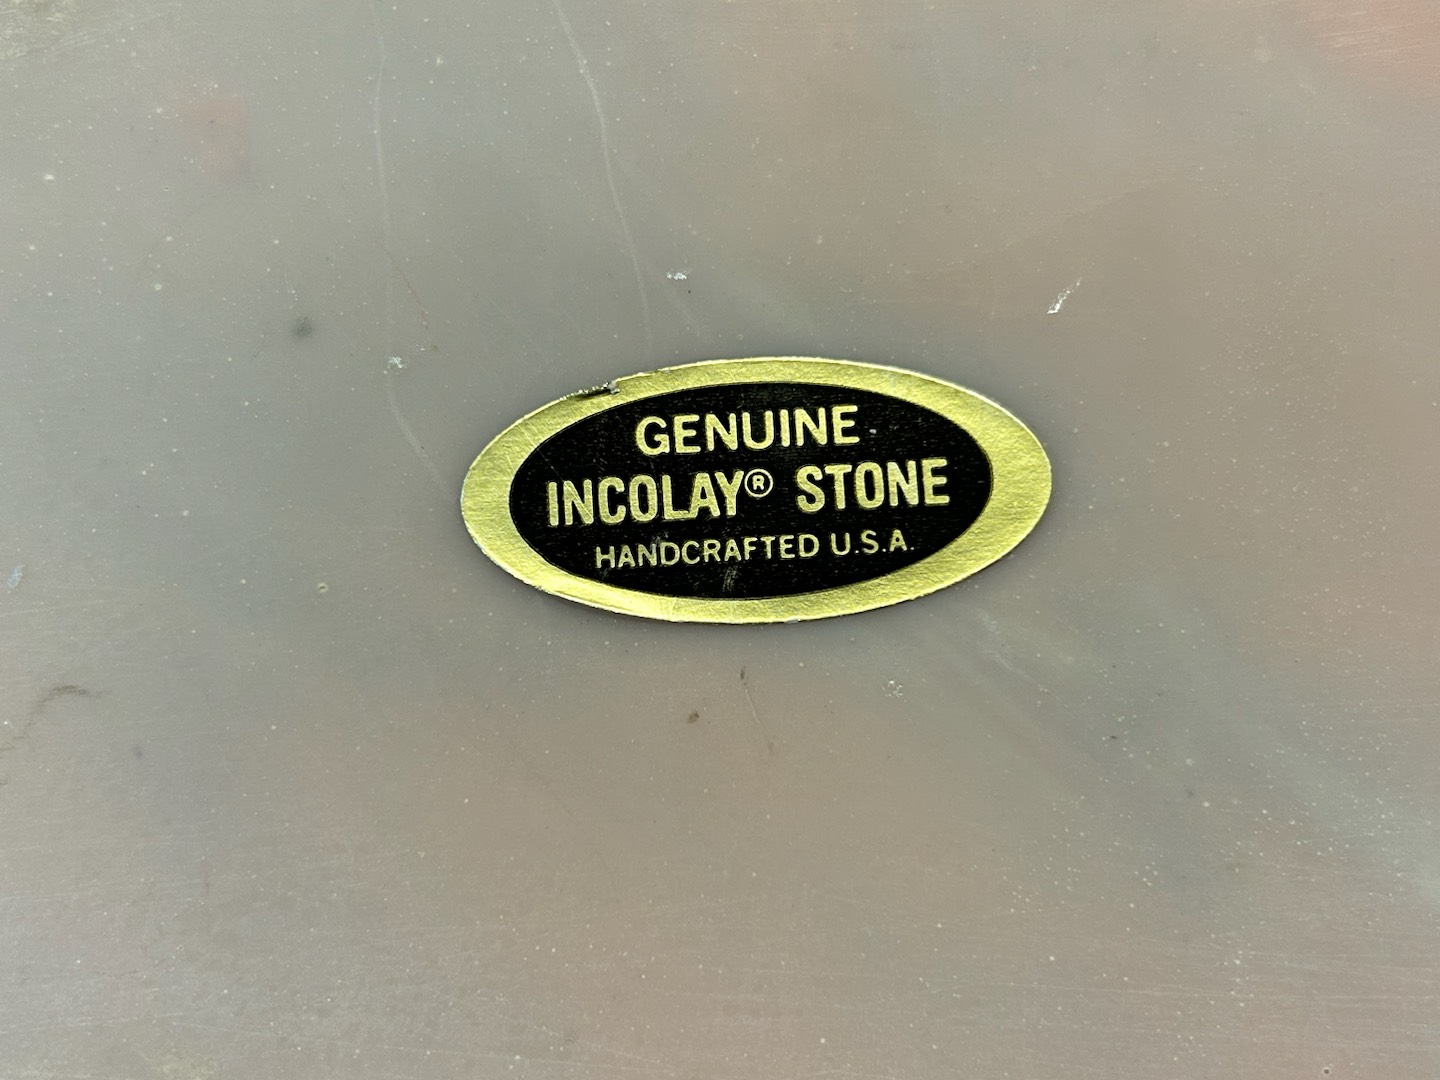 GENUINE
INCOLAY® STONE
HANDCRAFTED U.S.A.